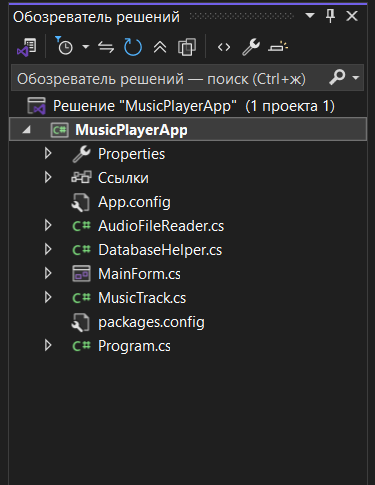 Обозреватель решений
Обозреватель решений — поиск (Ctrl+ж)
Решение "MusicPlayerApp" (1 проекта 1)
MusicPlayerApp
Properties
Ссылки
App.config
AudioFileReader.cs
DatabaseHelper.cs
MainForm.cs
MusicTrack.cs
packages.config
Program.cs